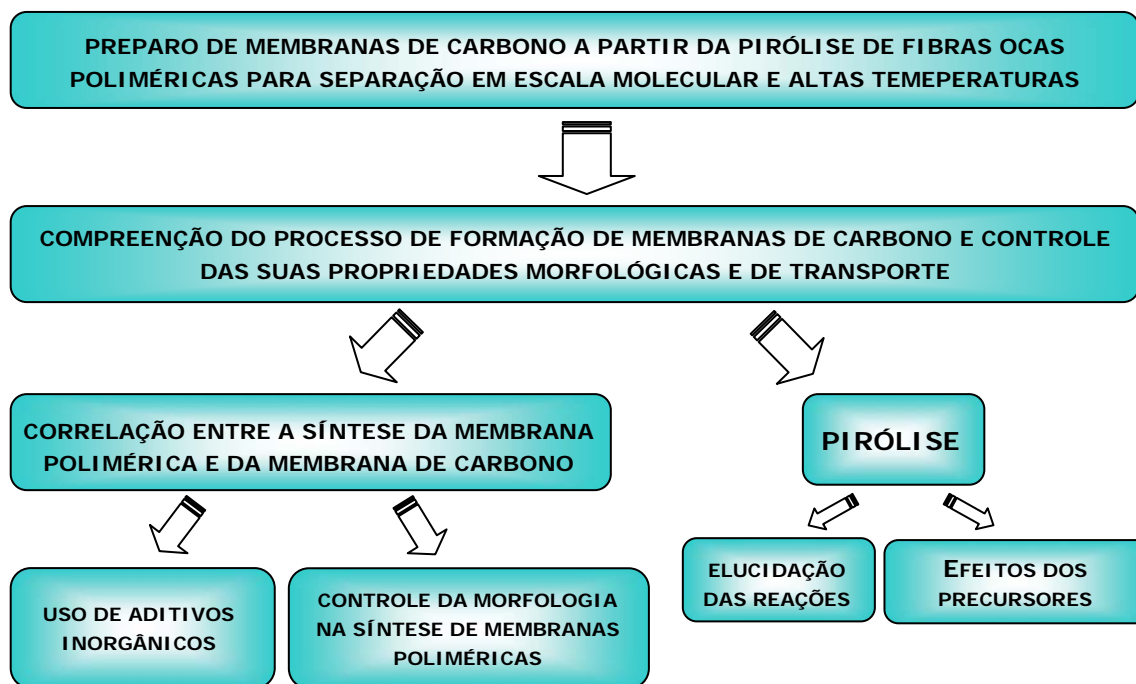 PREPARO DE MEMBRANAS DE CARBONO A PARTIR DA PIRÓLISE DE FIBRAS OCAS
POLIMÉRICAS PARA SEPARAÇÃO EM ESCALA MOLECULAR E ALTAS TEMEPERATURAS
COMPREENÇÃO DO PROCESSO DE FORMAÇÃO DE MEMBRANAS DE CARBONO E CONTROLE
DAS SUAS PROPRIEDADES MORFOLÓGICAS E DE TRANSPORTE
CORRELAÇÃO ENTRE A SÍNTESE DA MEMBRANA
POLIMÉRICA E DA MEMBRANA DE CARBONO
PIRÓLISE
USO DE ADITIVOS
INORGÂNICOS
CONTROLE DA MORFOLOGIA
NA SÍNTESE DE MEMBRANAS
POLIMÉRICAS
ELUCIDAÇÃO
DAS REAÇÕES
EFEITOS DOS
PRECURSORES